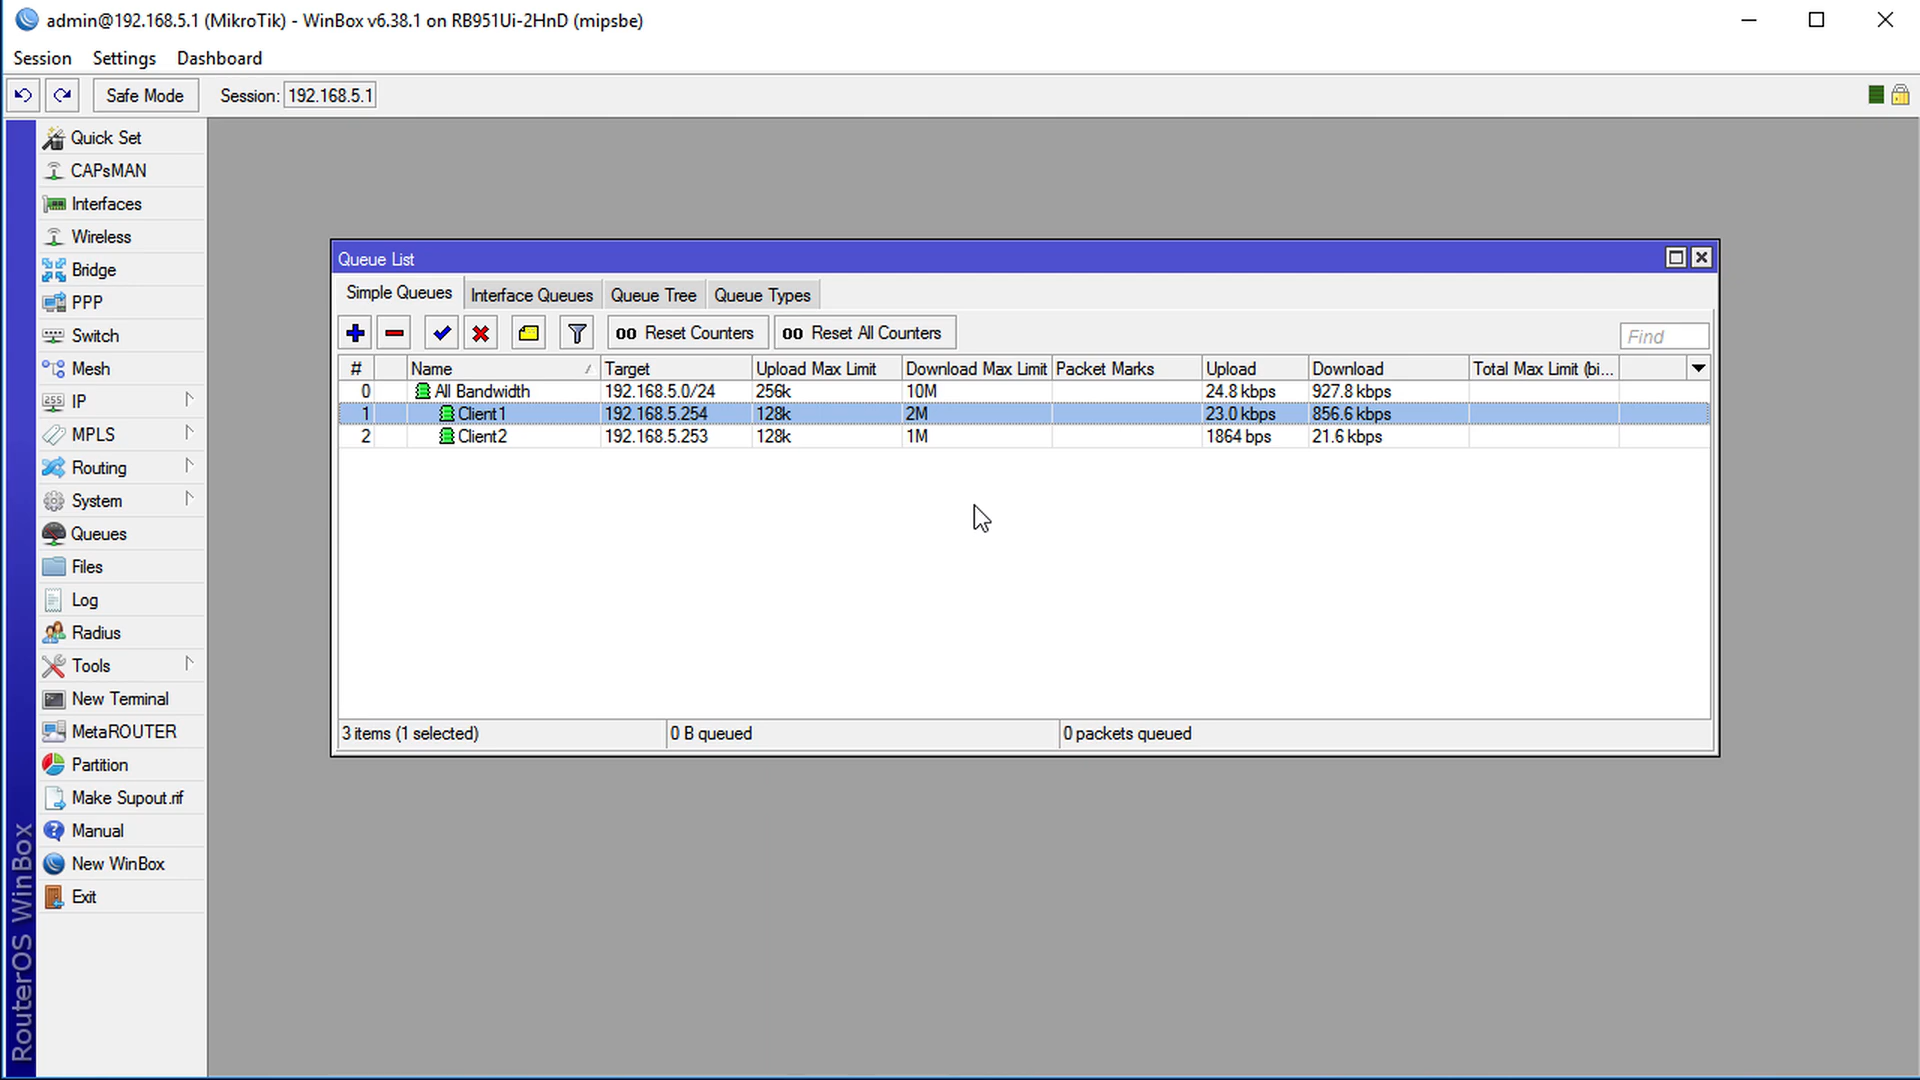 admin@192.168.5.1 (MikroTik) - WinBox v6.38.1 on RB951Ui-2HnD (mipsbe)
Session Settings Dashboard
Safe Mode Session: 192.168.5.1
Quick Set
CAPsMAN
Interfaces
Wireless
Bridge
PPP
Switch
Mesh
IP
MPLS
Routing
System
Queues
Files
Log
Radius
Tools
New Terminal
MetaROUTER
Partition
Make Supout.rif
Manual
New WinBox
Exit
RouterOS WinBox
Queue List
Simple Queues Interface Queues Queue Tree Queue Types
00 Reset Counters 00 Reset All Counters Find
# Name Target Upload Max Limit Download Max Limit Packet Marks Upload Download Total Max Limit (bi...
0 All Bandwidth 192.168.5.0/24 256k 10M 24.8 kbps 927.8 kbps
1 Client1 192.168.5.254 128k 2M 23.0 kbps 856.6 kbps
2 Client2 192.168.5.253 128k 1M 1864 bps 21.6 kbps
3 items (1 selected) 0 B queued 0 packets queued